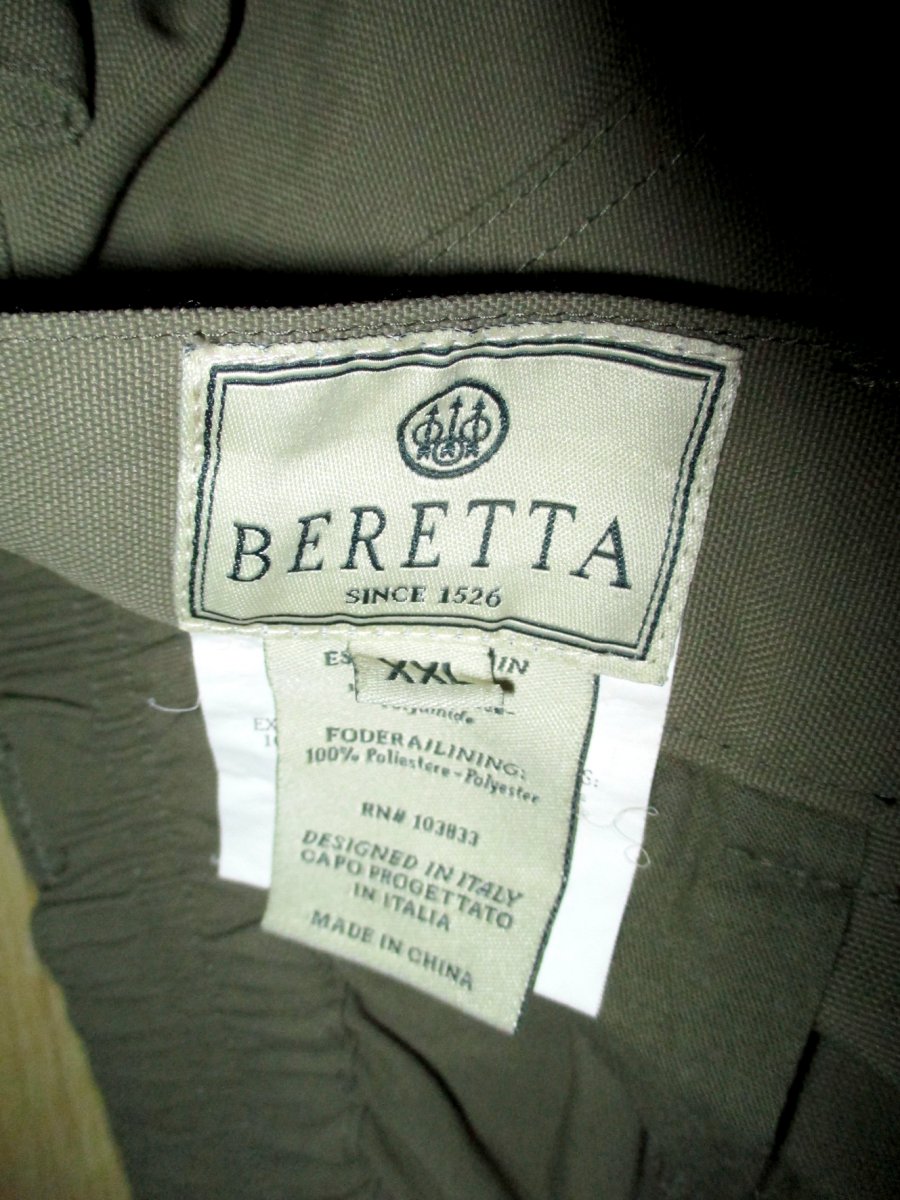 BERETTA
SINCE 1526
XXL
FODERA/LINING:
100% Poliestere-Polyester
RN# 103833
DESIGNED IN ITALY
CAPO PROGETTATO
IN ITALIA
MADE IN CHINA